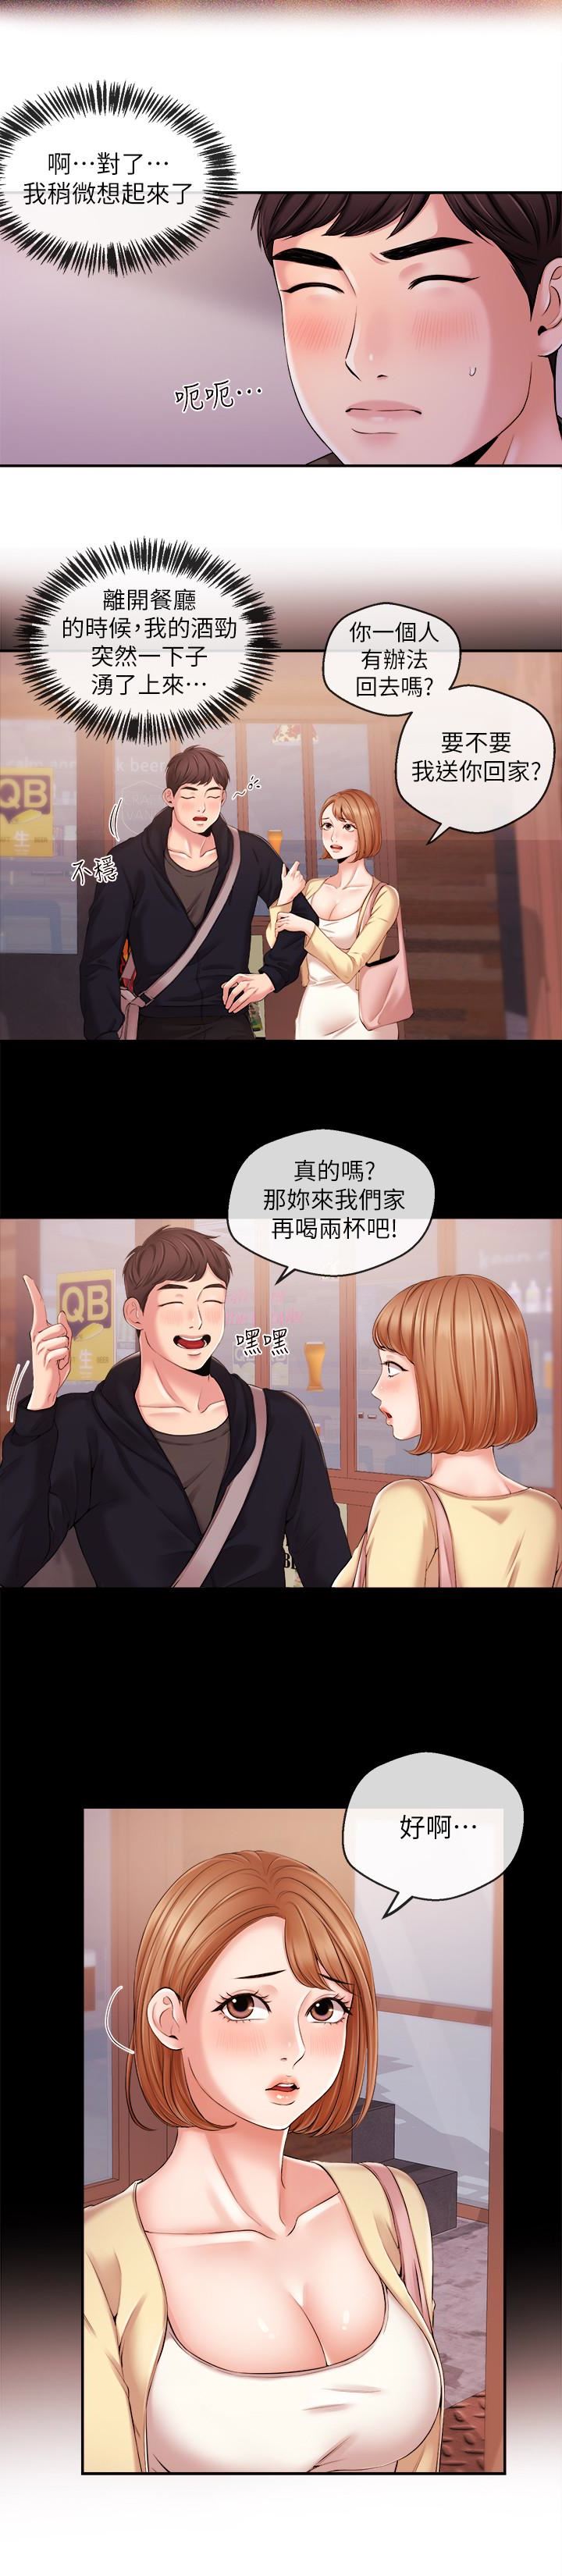 啊⋯對了⋯
我稍微想起來了
呃呃⋯
離開餐廳
的時候,我的酒勁
突然一下子
湧了上來⋯
你一個人
有辦法
回去嗎?
要不要
我送你回家?
QB
生
不穩
真的嗎?
那妳來我們家
再喝兩杯吧!
QB
生
嘿嘿
好啊⋯